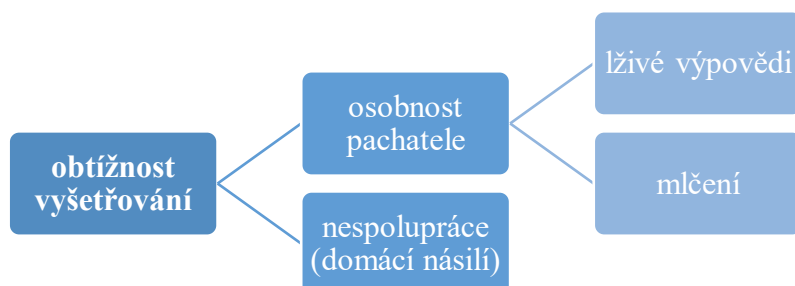 obtížnost
vyšetřování
osobnost
pachatele
lživé výpovědi
mlčení
nespolupráce
(domácí násilí)